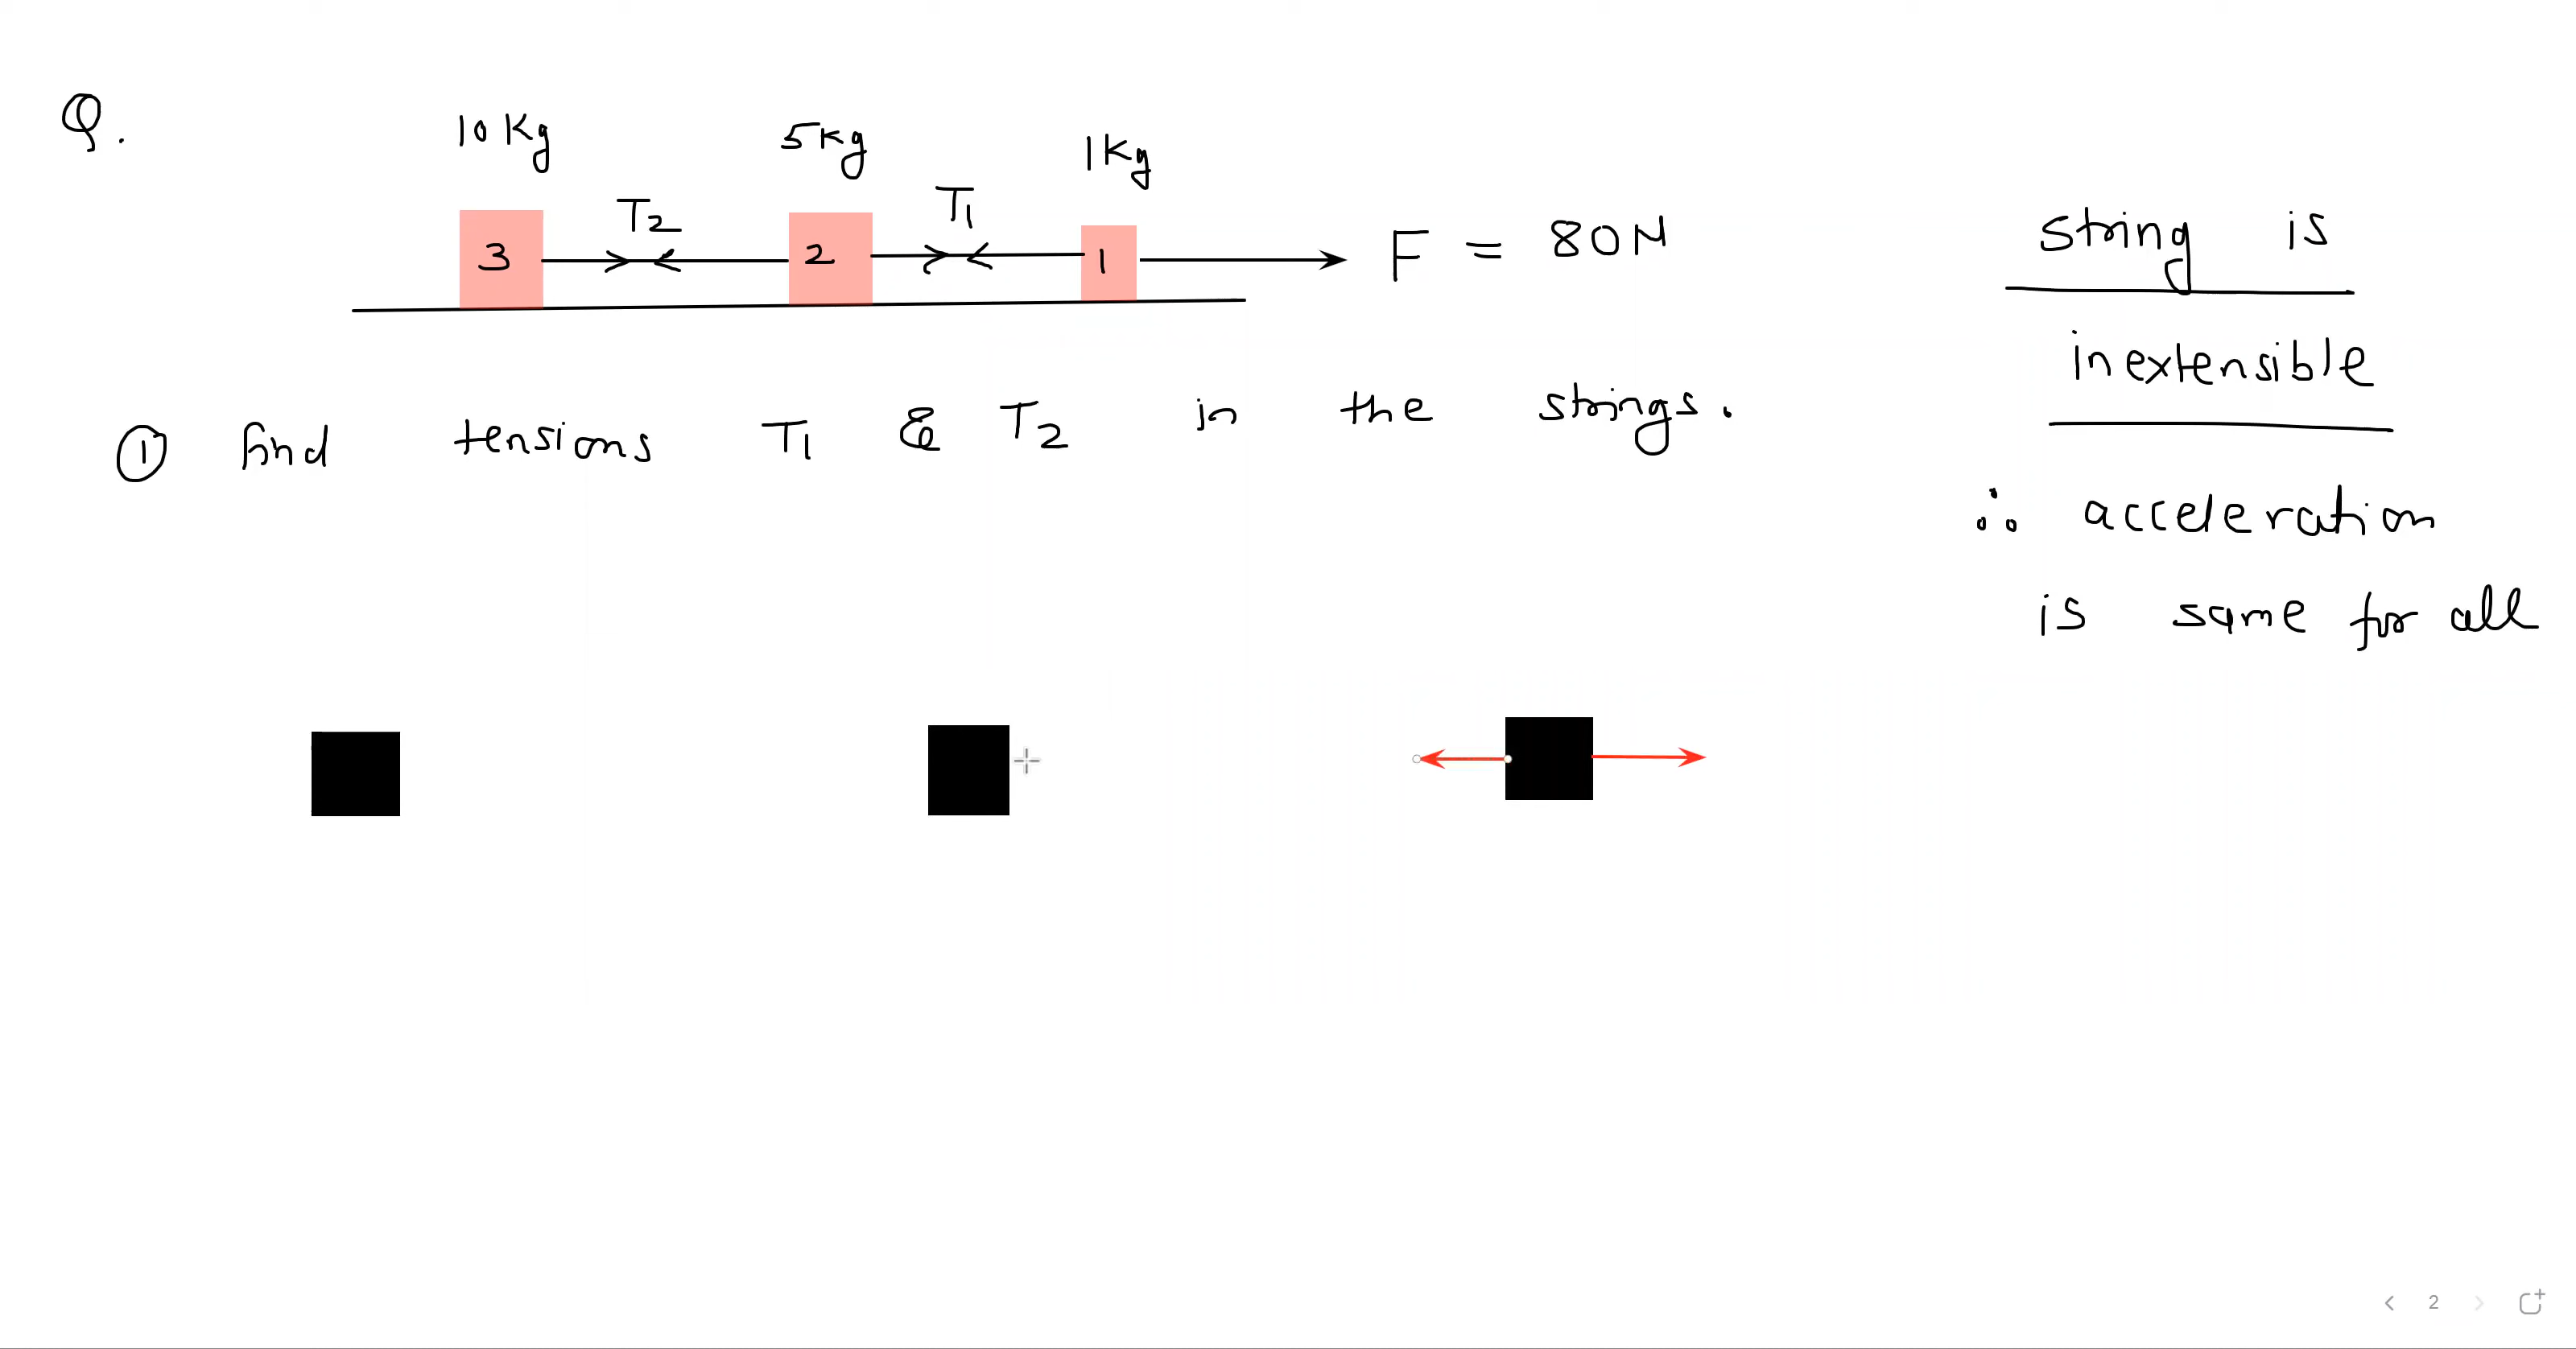 Q.
10 Kg 5 Kg 1 Kg
T2 T1
3 2 1 F = 80N
String is
inextensible
① find tensions T1 & T2 in the strings.
∴ acceleration
is same for all
2